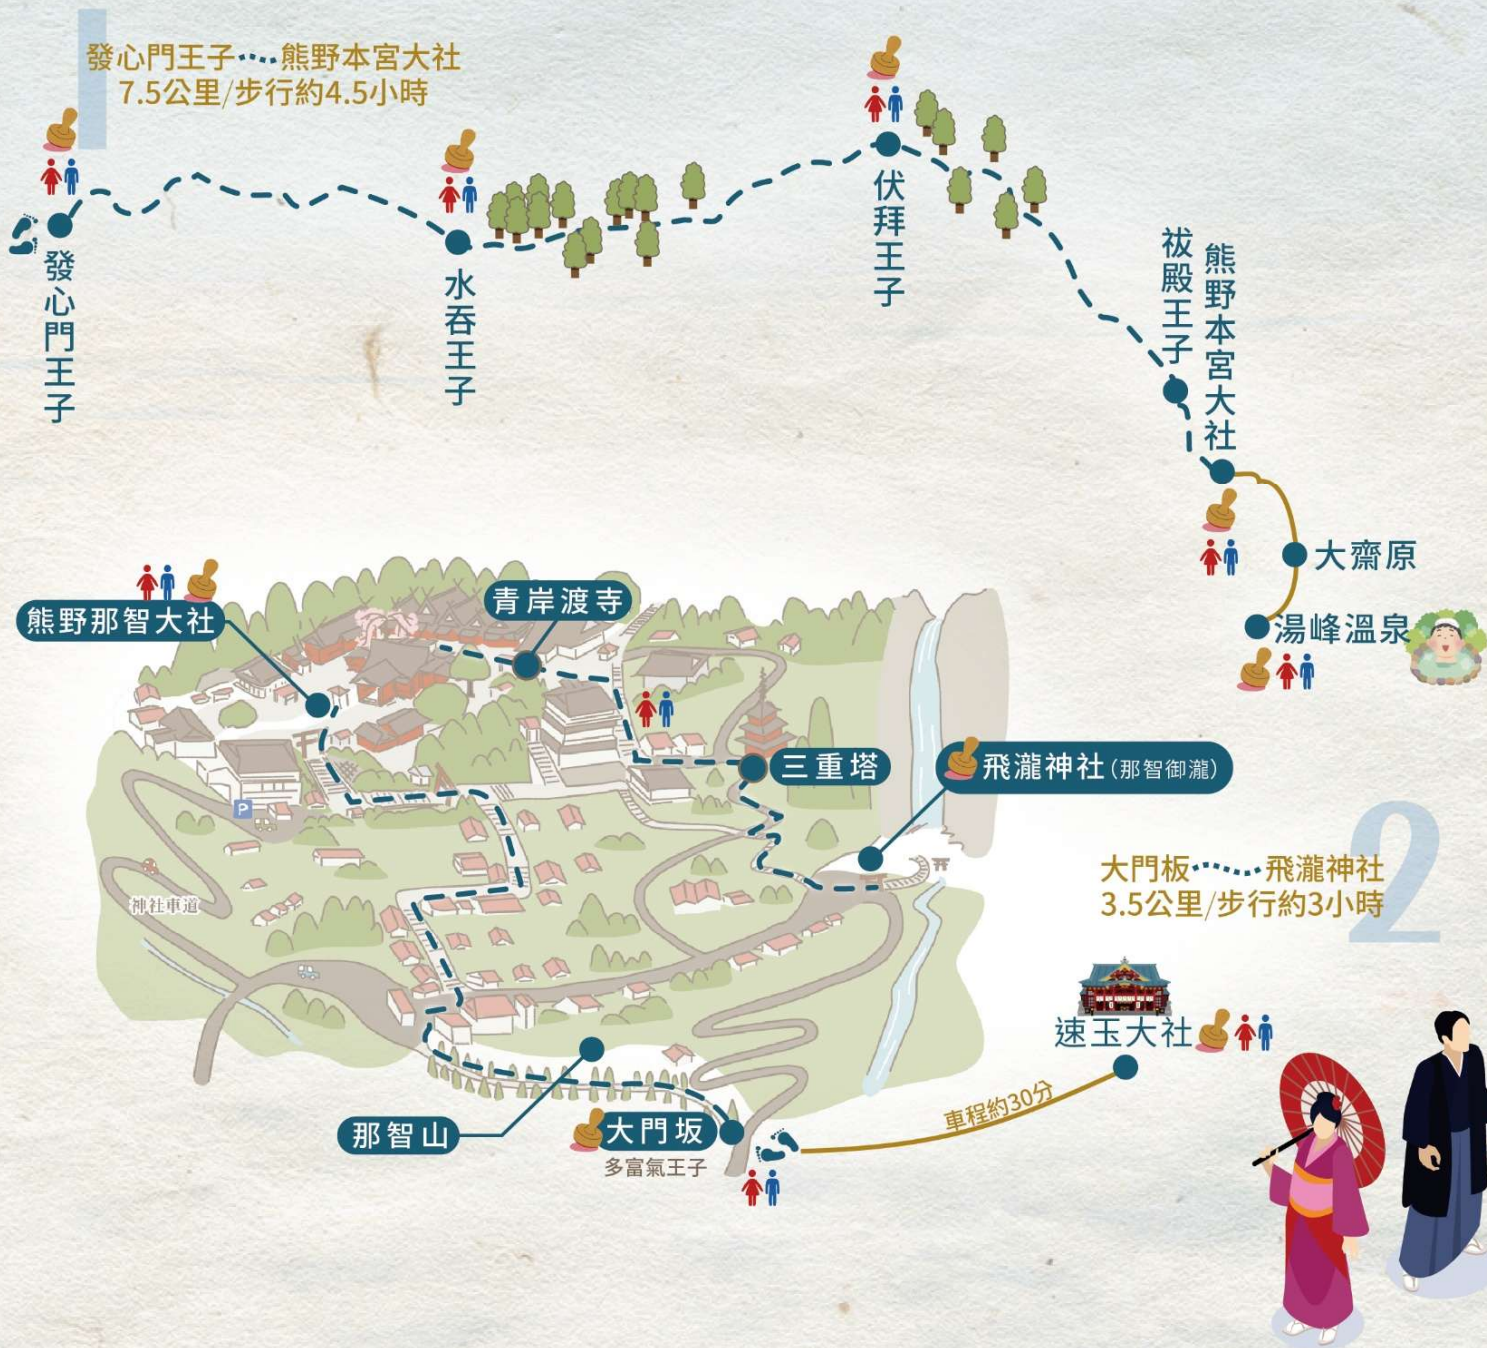 1
發心門王子····熊野本宮大社
7.5公里/步行約4.5小時
發心門王子
水吞王子
伏拜王子
祓殿王子
熊野本宮大社
大齋原
湯峰溫泉
熊野那智大社
青岸渡寺
三重塔
飛瀧神社(那智御瀧)
P
神社車道
2
大門板······飛瀧神社
3.5公里/步行約3小時
速玉大社
車程約30分
那智山
大門坂
多富氣王子